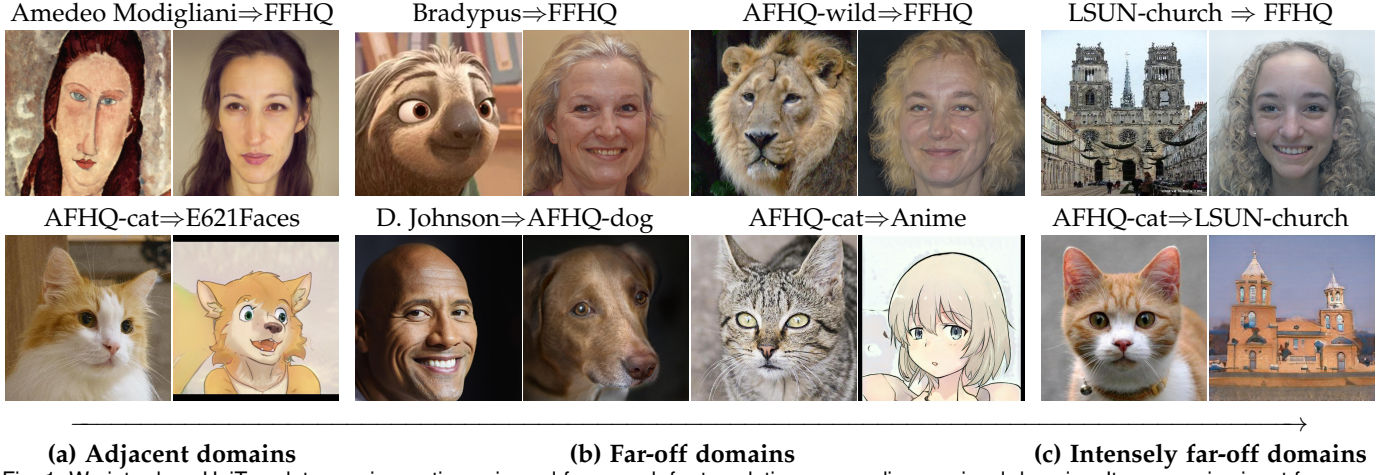 Amedeo Modigliani⇒FFHQ
Bradypus⇒FFHQ
AFHQ-wild⇒FFHQ
LSUN-church ⇒ FFHQ
AFHQ-cat⇒E621Faces
D. Johnson⇒AFHQ-dog
AFHQ-cat⇒Anime
AFHQ-cat⇒LSUN-church
(a) Adjacent domains
(b) Far-off domains
(c) Intensely far-off domains